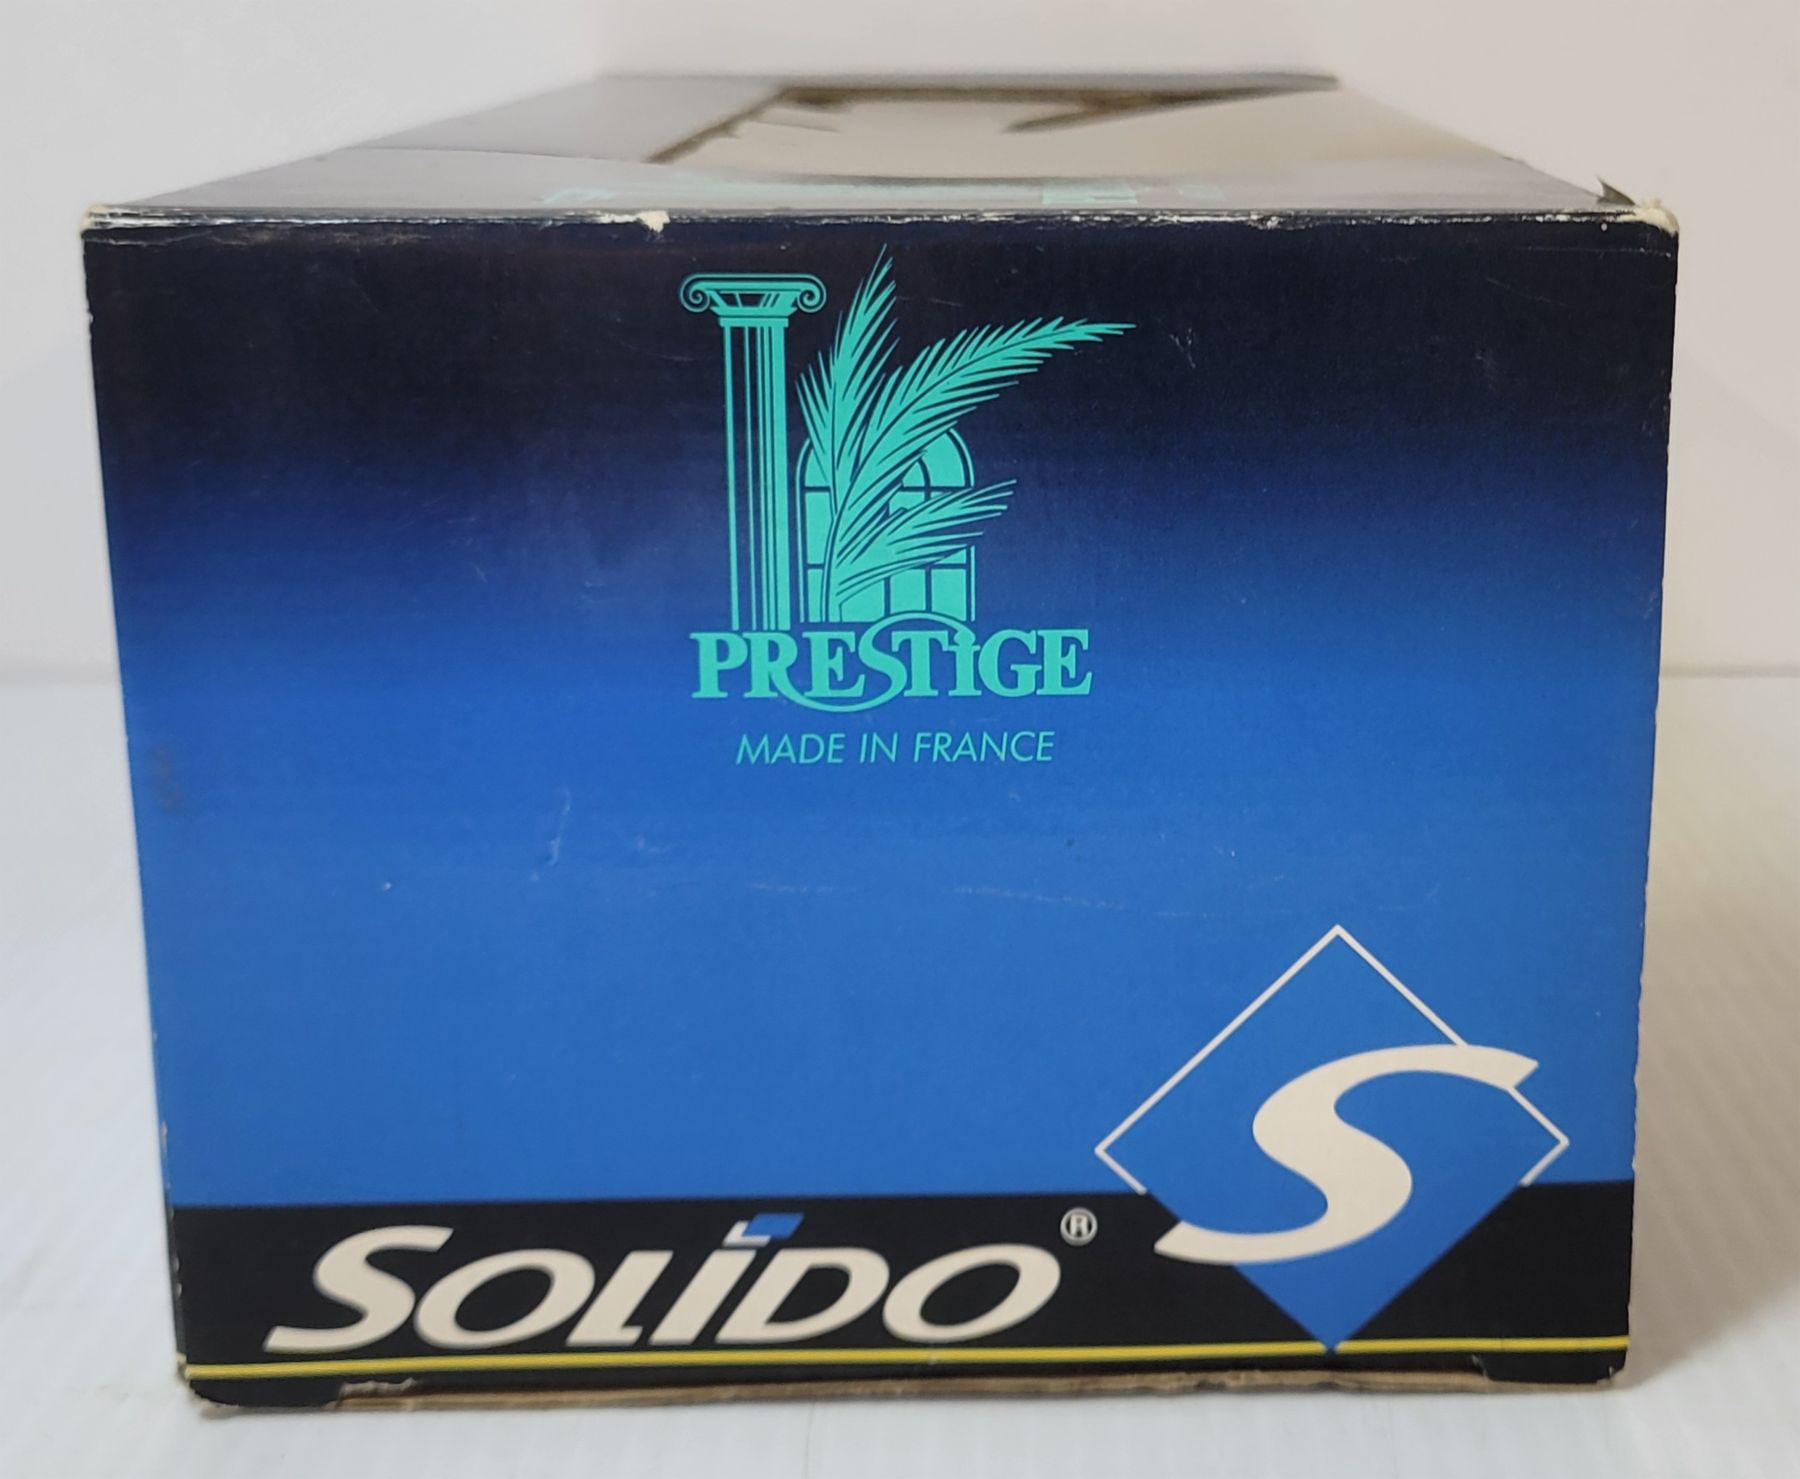 PRESTiGE
MADE IN FRANCE
SOLiDO®
S